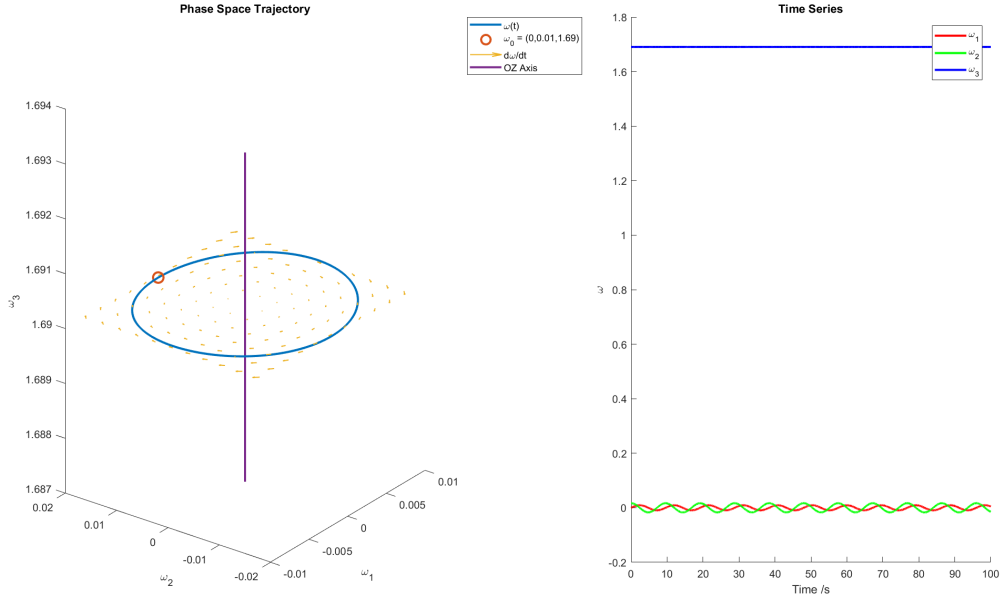 Phase Space Trajectory
ω(t)
ω₀ = (0,0.01,1.69)
dω/dt
OZ Axis
1.694
1.693
1.692
1.691
1.69
1.689
1.688
1.687
ω₃
0.02
0.01
0
-0.01
-0.02
ω₂
-0.01
-0.005
0
0.005
0.01
ω₁
Time Series
ω₁
ω₂
ω₃
1.8
1.6
1.4
1.2
1
0.8
0.6
0.4
0.2
0
-0.2
ω
0 10 20 30 40 50 60 70 80 90 100
Time /s